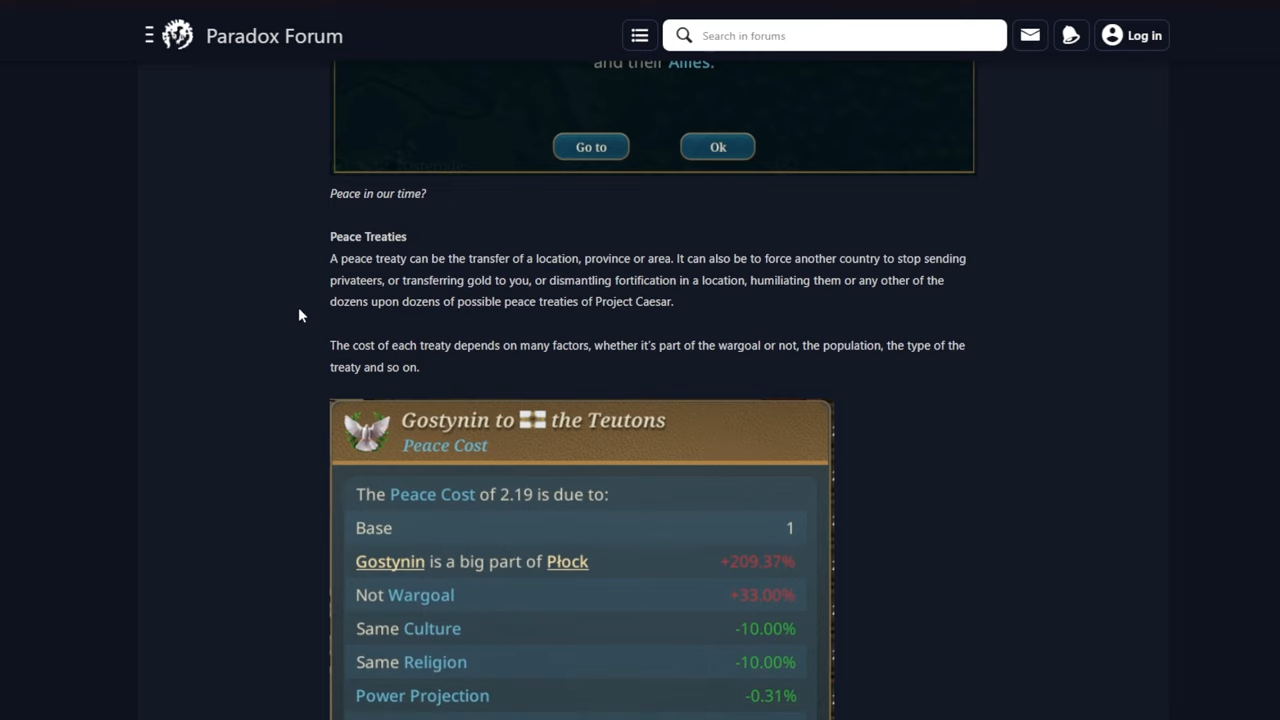 Paradox Forum
Search in forums
Log in
and their Allies.
Go to
Ok
Peace in our time?
Peace Treaties
A peace treaty can be the transfer of a location, province or area. It can also be to force another country to stop sending
privateers, or transferring gold to you, or dismantling fortification in a location, humiliating them or any other of the
dozens upon dozens of possible peace treaties of Project Caesar.
The cost of each treaty depends on many factors, whether it's part of the wargoal or not, the population, the type of the
treaty and so on.
Gostynin to the Teutons
Peace Cost
The Peace Cost of 2.19 is due to:
Base 1
Gostynin is a big part of Płock +209.37%
Not Wargoal +33.00%
Same Culture -10.00%
Same Religion -10.00%
Power Projection -0.31%